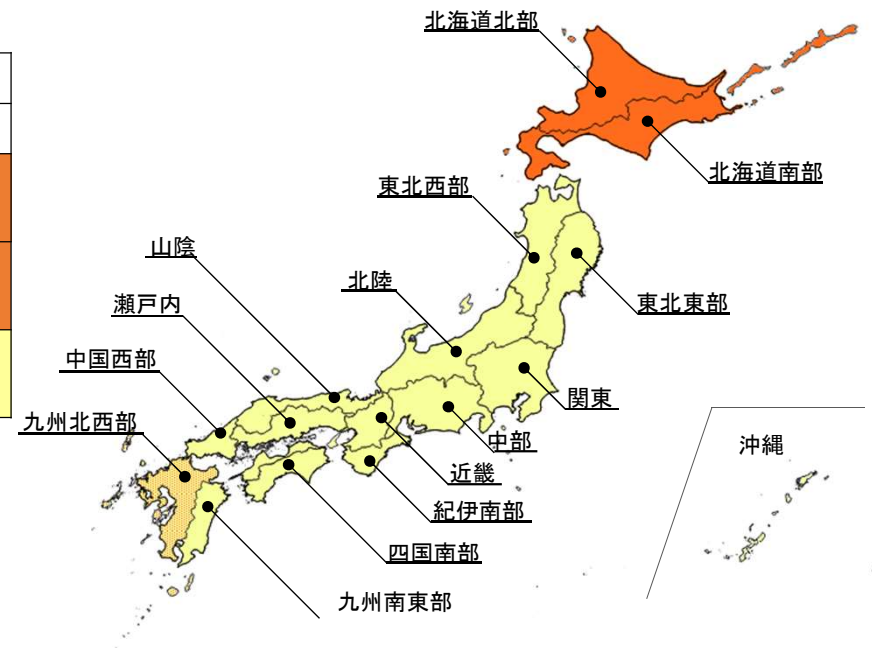 北海道北部
北海道南部
東北西部
山陰
北陸
瀬戸内
東北東部
中国西部
関東
九州北西部
中部
沖縄
近畿
紀伊南部
四国南部
九州南東部